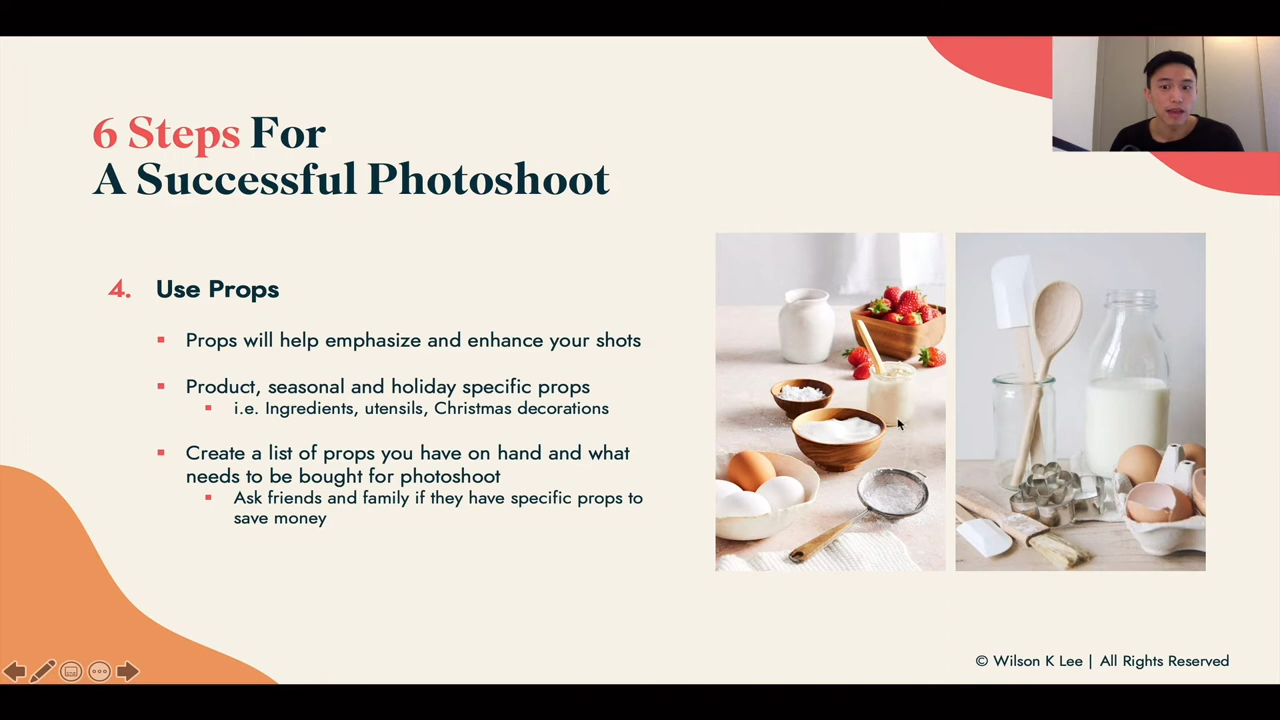 6 Steps For
A Successful Photoshoot
4. Use Props
Props will help emphasize and enhance your shots
Product, seasonal and holiday specific props
i.e. Ingredients, utensils, Christmas decorations
Create a list of props you have on hand and what
needs to be bought for photoshoot
Ask friends and family if they have specific props to
save money
© Wilson K Lee | All Rights Reserved